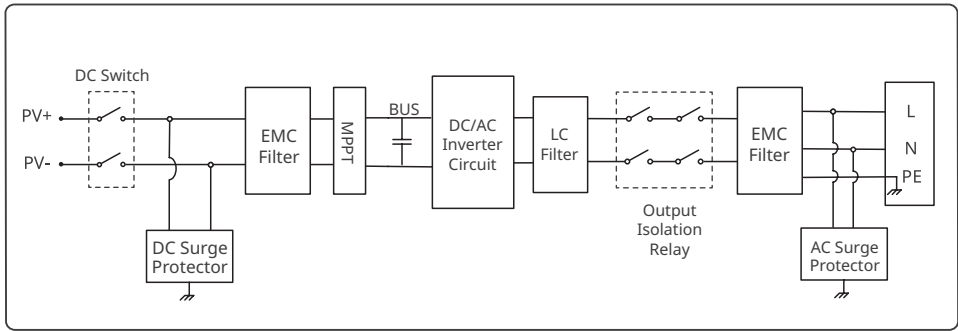 DC Switch
PV+
PV-
DC Surge
Protector
EMC
Filter
MPPT
BUS
DC/AC
Inverter
Circuit
LC
Filter
Output
Isolation
Relay
EMC
Filter
L
N
PE
AC Surge
Protector